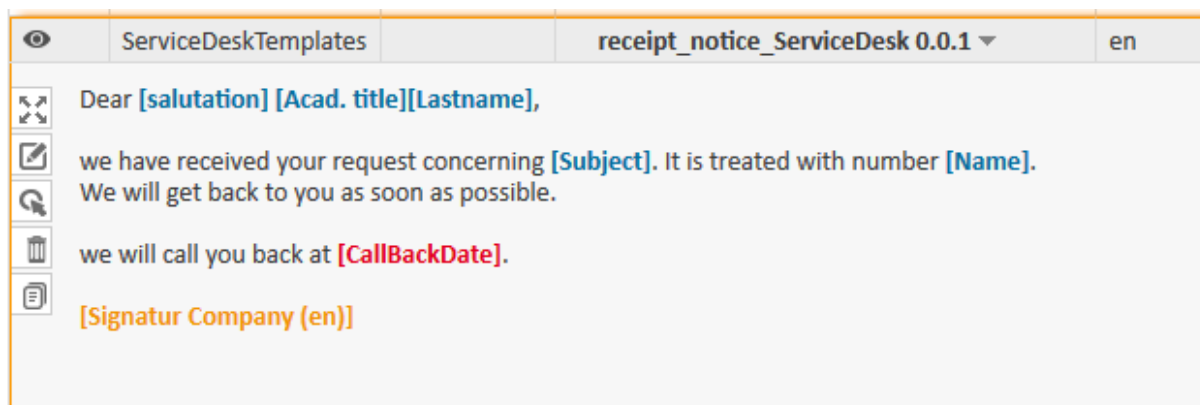 ServiceDeskTemplates receipt_notice_ServiceDesk 0.0.1 en
Dear [salutation] [Acad. title][Lastname],
we have received your request concerning [Subject]. It is treated with number [Name].
We will get back to you as soon as possible.
we will call you back at [CallBackDate].
[Signatur Company (en)]